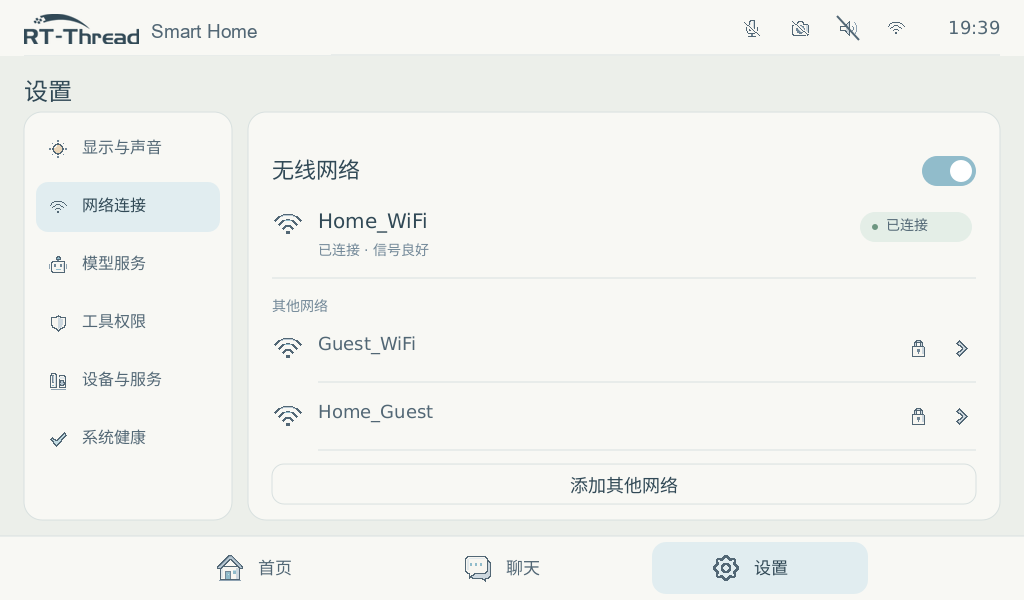 RT-Thread Smart Home
19:39
设置
显示与声音
网络连接
模型服务
工具权限
设备与服务
系统健康
无线网络
Home_WiFi
已连接 · 信号良好
已连接
其他网络
Guest_WiFi
Home_Guest
添加其他网络
首页
聊天
设置